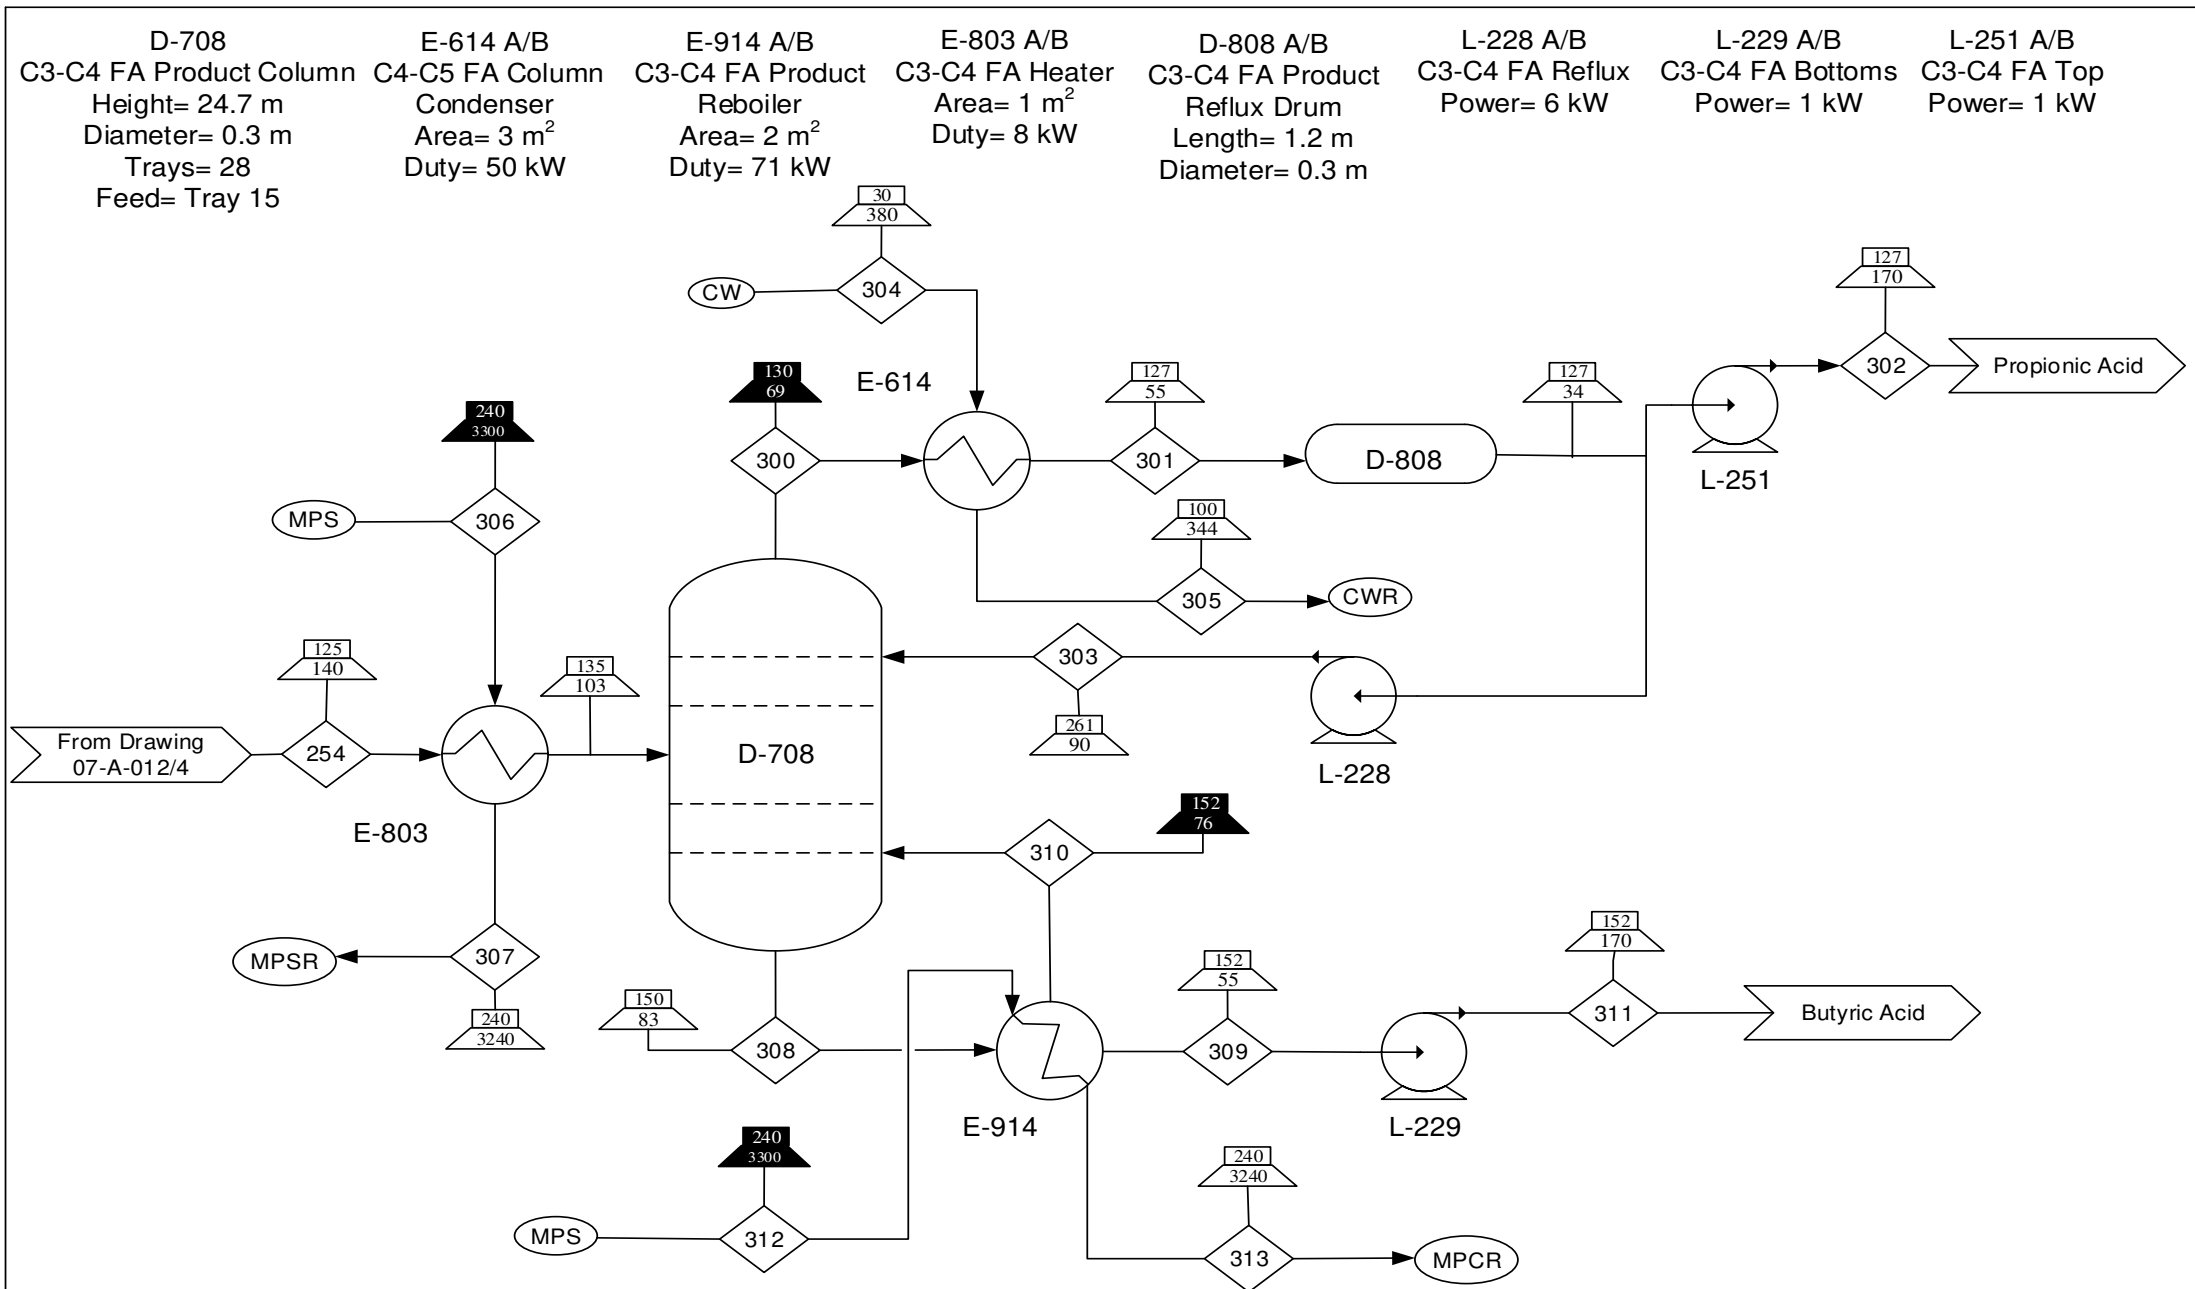 D-708
C3-C4 FA Product Column
Height= 24.7 m
Diameter= 0.3 m
Trays= 28
Feed= Tray 15
E-614 A/B
C4-C5 FA Column
Condenser
Area= 3 m²
Duty= 50 kW
E-914 A/B
C3-C4 FA Product
Reboiler
Area= 2 m²
Duty= 71 kW
E-803 A/B
C3-C4 FA Heater
Area= 1 m²
Duty= 8 kW
D-808 A/B
C3-C4 FA Product
Reflux Drum
Length= 1.2 m
Diameter= 0.3 m
L-228 A/B
C3-C4 FA Reflux
Power= 6 kW
L-229 A/B
C3-C4 FA Bottoms
Power= 1 kW
L-251 A/B
C3-C4 FA Top
Power= 1 kW
30
380
CW
304
127
170
302
Propionic Acid
130
69
E-614
127
55
127
34
240
3300
300
301
D-808
L-251
MPS
306
100
344
305
CWR
125
140
135
103
303
261
90
From Drawing
07-A-012/4
254
D-708
L-228
E-803
152
76
310
307
MPSR
240
3240
150
83
308
152
55
309
152
170
311
Butyric Acid
E-914
L-229
240
3300
MPS
312
240
3240
313
MPCR